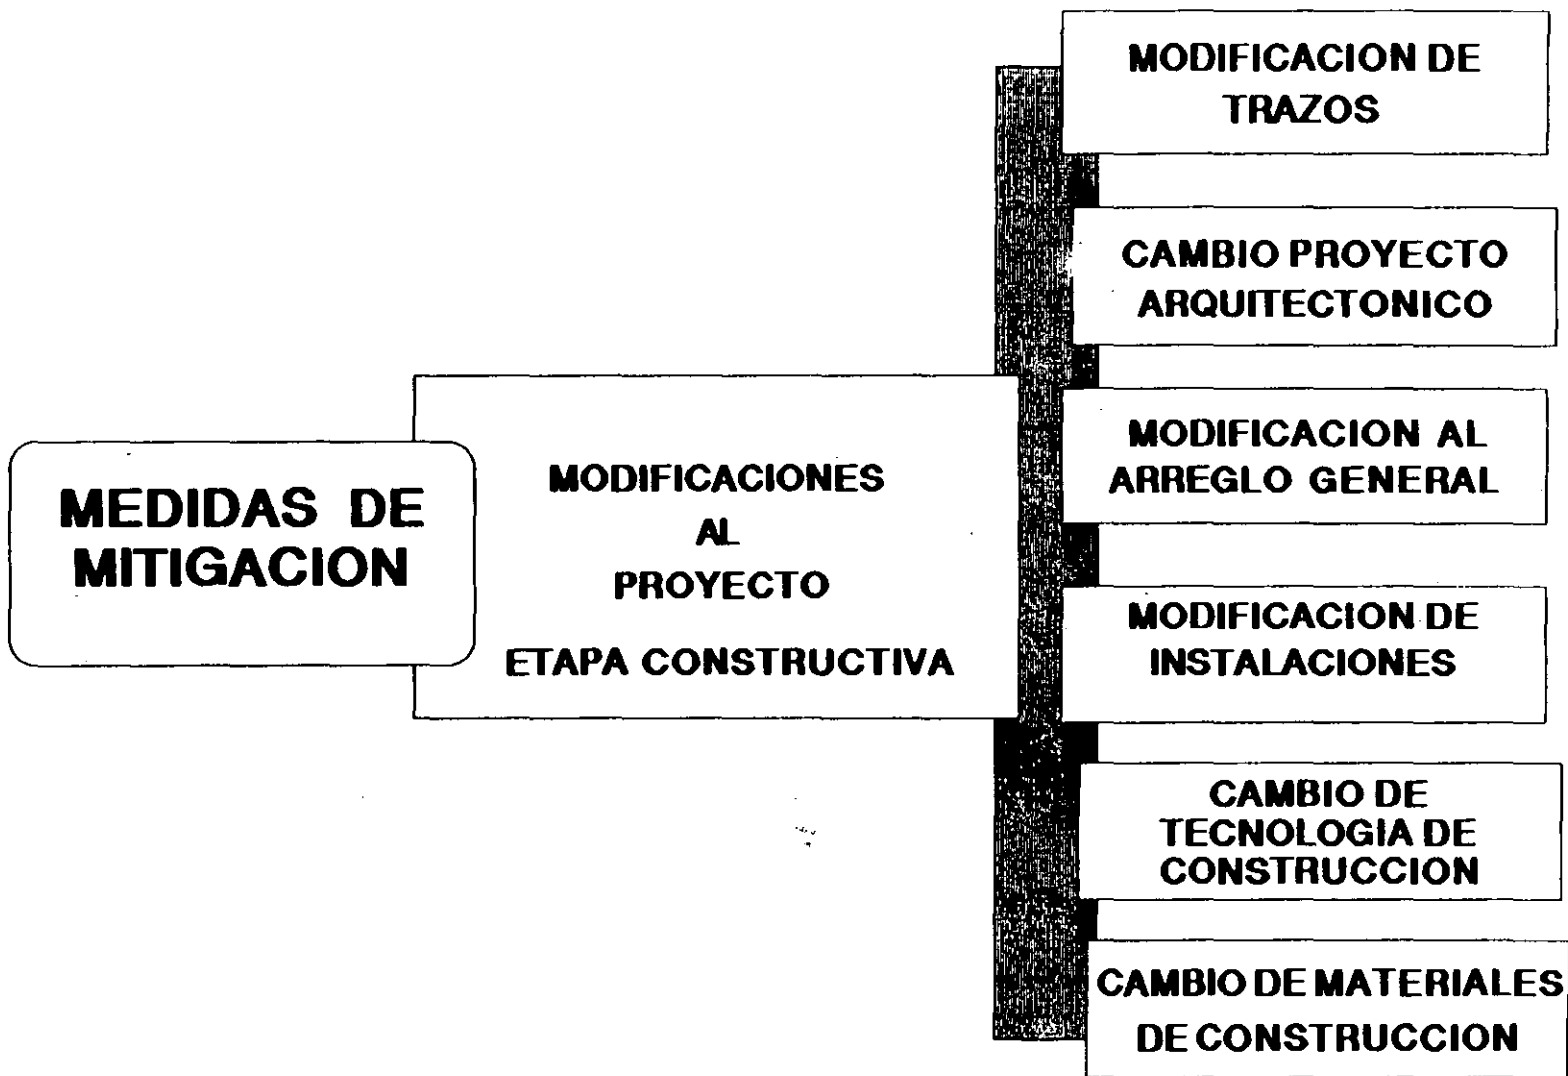 MEDIDAS DE
MITIGACION
MODIFICACIONES
AL
PROYECTO
ETAPA CONSTRUCTIVA
MODIFICACION DE
TRAZOS
CAMBIO PROYECTO
ARQUITECTONICO
MODIFICACION AL
ARREGLO GENERAL
MODIFICACION DE
INSTALACIONES
CAMBIO DE
TECNOLOGIA DE
CONSTRUCCION
CAMBIO DE MATERIALES
DE CONSTRUCCION